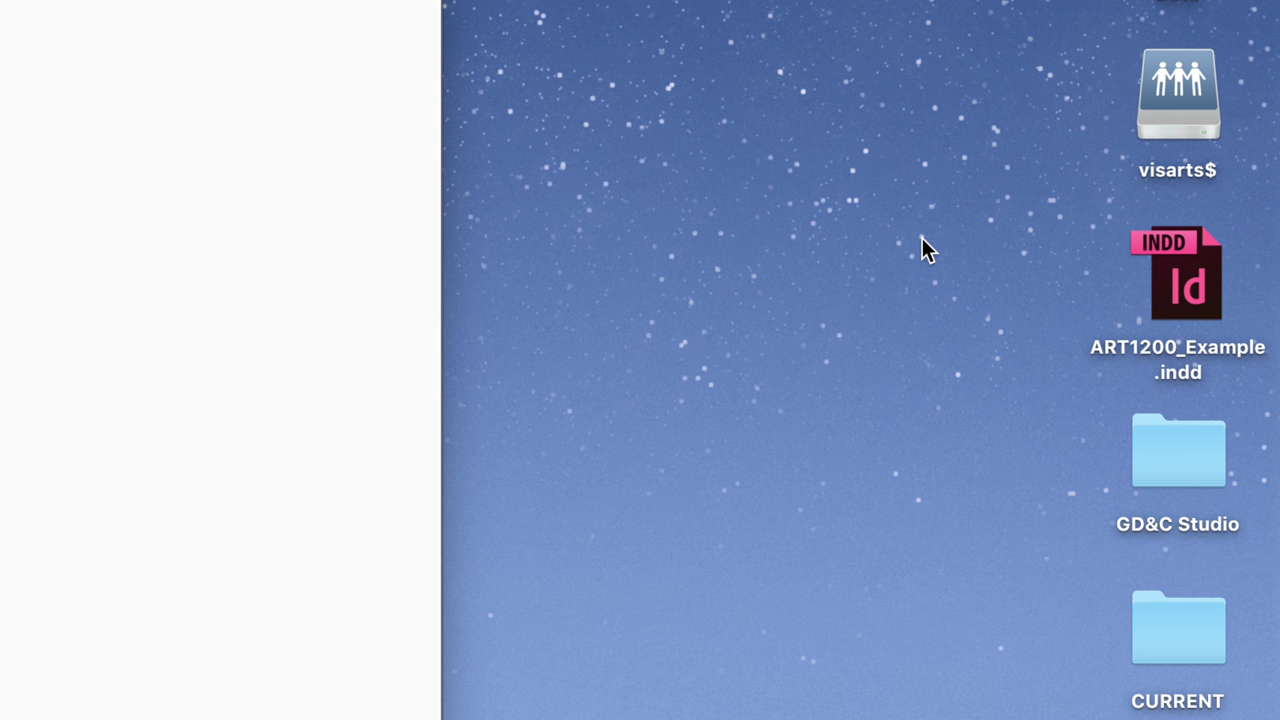 visarts$
INDD
Id
ART1200_Example
.indd
GD&C Studio
CURRENT